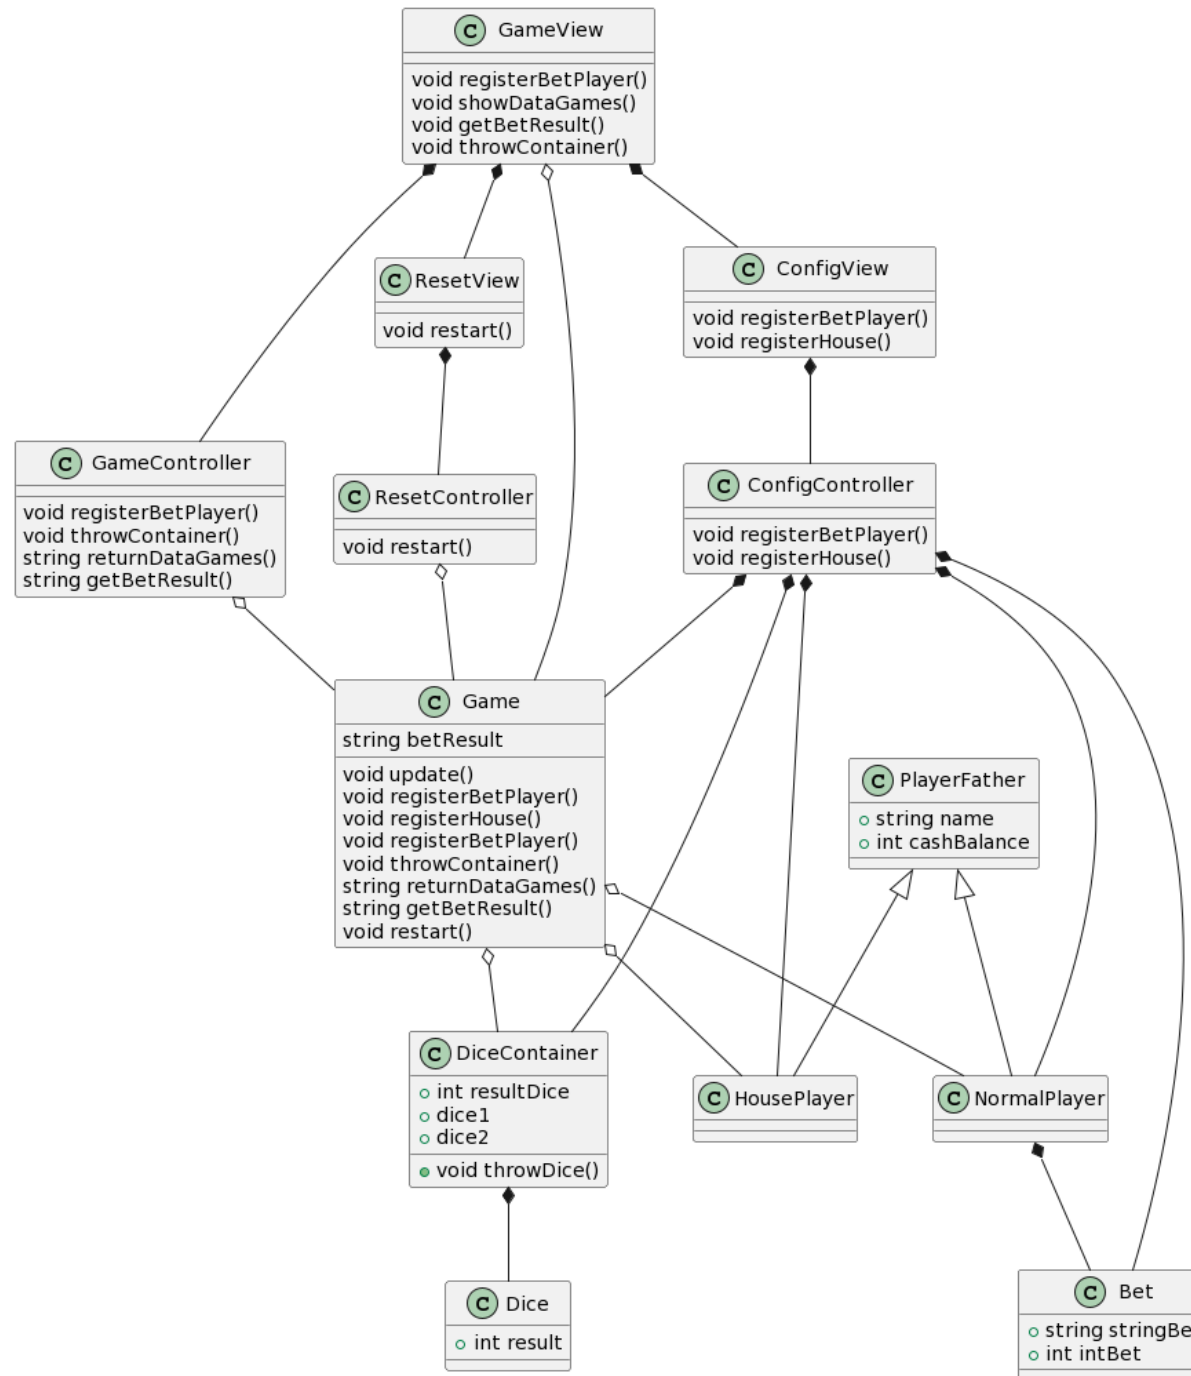 C GameView
void registerBetPlayer()
void showDataGames()
void getBetResult()
void throwContainer()
C ResetView
void restart()
C ConfigView
void registerBetPlayer()
void registerHouse()
C GameController
void registerBetPlayer()
void throwContainer()
string returnDataGames()
string getBetResult()
C ResetController
void restart()
C ConfigController
void registerBetPlayer()
void registerHouse()
C Game
string betResult
void update()
void registerBetPlayer()
void registerHouse()
void registerBetPlayer()
void throwContainer()
string returnDataGames()
string getBetResult()
void restart()
C PlayerFather
string name
int cashBalance
C DiceContainer
int resultDice
dice1
dice2
void throwDice()
C HousePlayer
C NormalPlayer
C Dice
int result
C Bet
string
int intBet